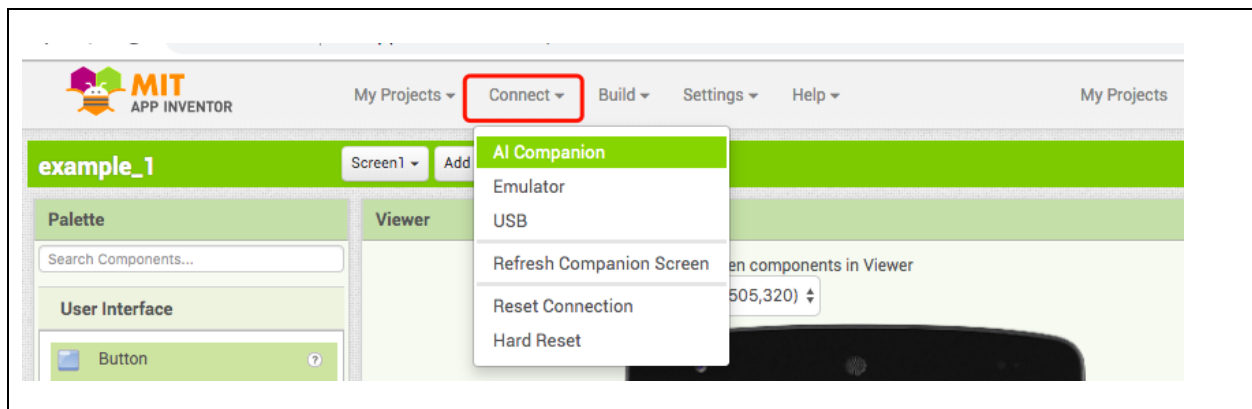 MIT
APP INVENTOR
My Projects Connect Build Settings Help My Projects
example_1
Screen1 Add
AI Companion
Emulator
USB
Refresh Companion Screen
Reset Connection
Hard Reset
Palette
Search Components...
User Interface
Button ?
Viewer
components in Viewer
505,320)